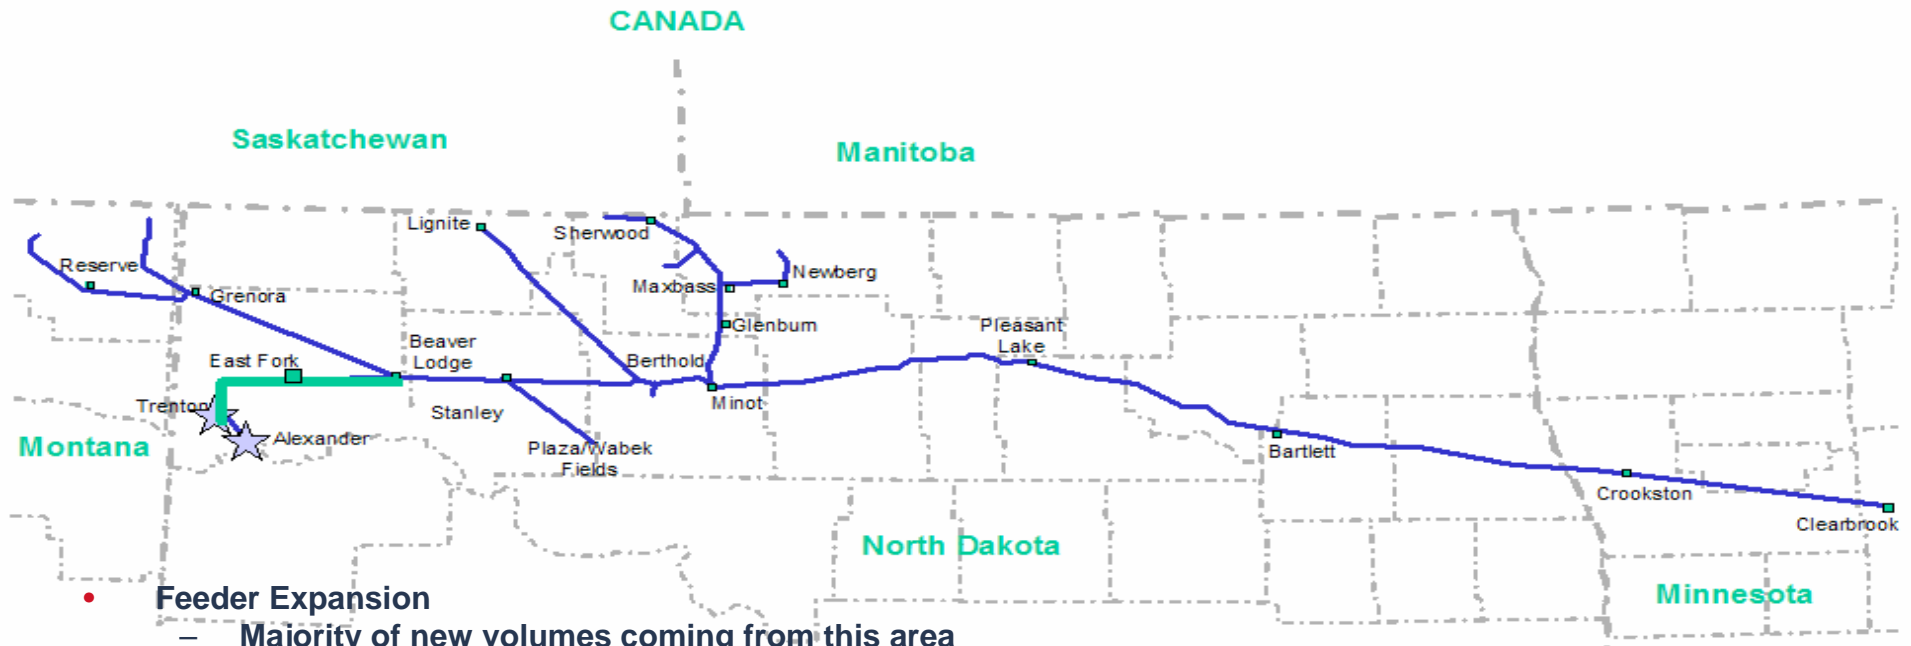 CANADA
Saskatchewan
Manitoba
Lignite
Sherwood
Reserve
Newberg
Maxbass
Grenora
Glenburn
Pleasant
Lake
Beaver
Lodge
East Fork
Berthold
Trenton
Minot
Stanley
Alexander
Montana
Plaza/Wabek
Fields
Bartlett
Crookston
Clearbrook
North Dakota
Minnesota
• Feeder Expansion
– Majority of new volumes coming from this area